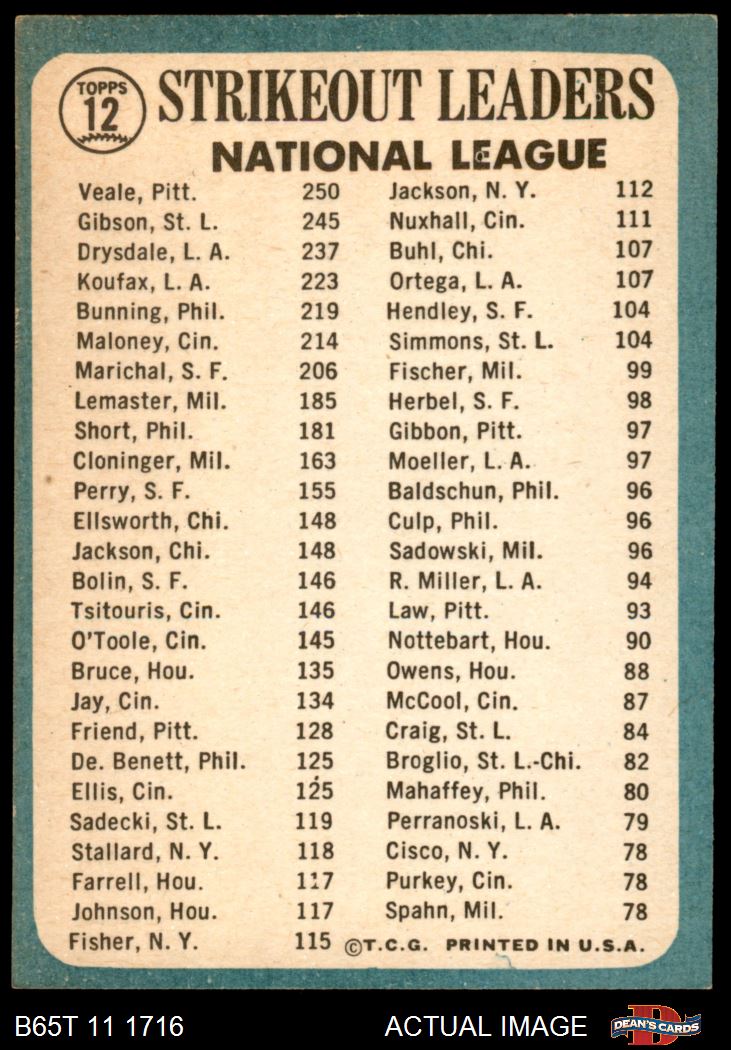 TOPPS
12
STRIKEOUT LEADERS
NATIONAL LEAGUE
Veale, Pitt. 250
Gibson, St. L. 245
Drysdale, L. A. 237
Koufax, L. A. 223
Bunning, Phil. 219
Maloney, Cin. 214
Marichal, S. F. 206
Lemaster, Mil. 185
Short, Phil. 181
Cloninger, Mil. 163
Perry, S. F. 155
Ellsworth, Chi. 148
Jackson, Chi. 148
Bolin, S. F. 146
Tsitouris, Cin. 146
O'Toole, Cin. 145
Bruce, Hou. 135
Jay, Cin. 134
Friend, Pitt. 128
De. Benett, Phil. 125
Ellis, Cin. 125
Sadecki, St. L. 119
Stallard, N. Y. 118
Farrell, Hou. 117
Johnson, Hou. 117
Fisher, N. Y. 115
Jackson, N. Y. 112
Nuxhall, Cin. 111
Buhl, Chi. 107
Ortega, L. A. 107
Hendley, S. F. 104
Simmons, St. L. 104
Fischer, Mil. 99
Herbel, S. F. 98
Gibbon, Pitt. 97
Moeller, L. A. 97
Baldschun, Phil. 96
Culp, Phil. 96
Sadowski, Mil. 96
R. Miller, L. A. 94
Law, Pitt. 93
Nottebart, Hou. 90
Owens, Hou. 88
McCool, Cin. 87
Craig, St. L. 84
Broglio, St. L.-Chi. 82
Mahaffey, Phil. 80
Perranoski, L. A. 79
Cisco, N. Y. 78
Purkey, Cin. 78
Spahn, Mil. 78
©T.C.G. PRINTED IN U.S.A.
B65T 11 1716 ACTUAL IMAGE
D
DEAN'S CARDS